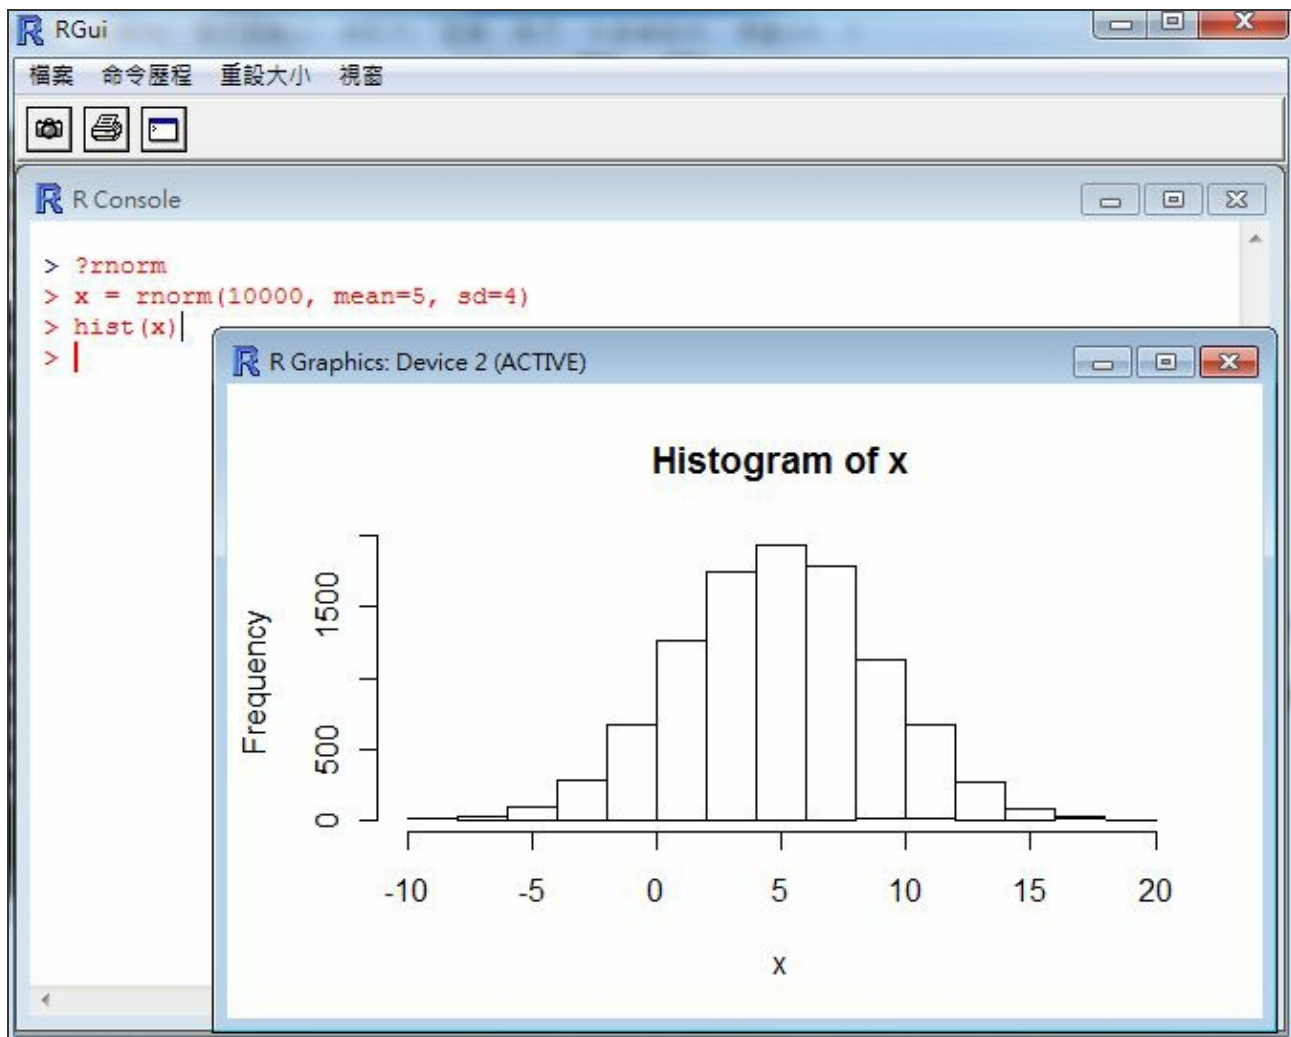 RGui
檔案 命令歷程 重設大小 視窗
R Console
> ?rnorm
> x = rnorm(10000, mean=5, sd=4)
> hist(x)
>
R Graphics: Device 2 (ACTIVE)
Histogram of x
Frequency
1500
500
0
-10 -5 0 5 10 15 20
x